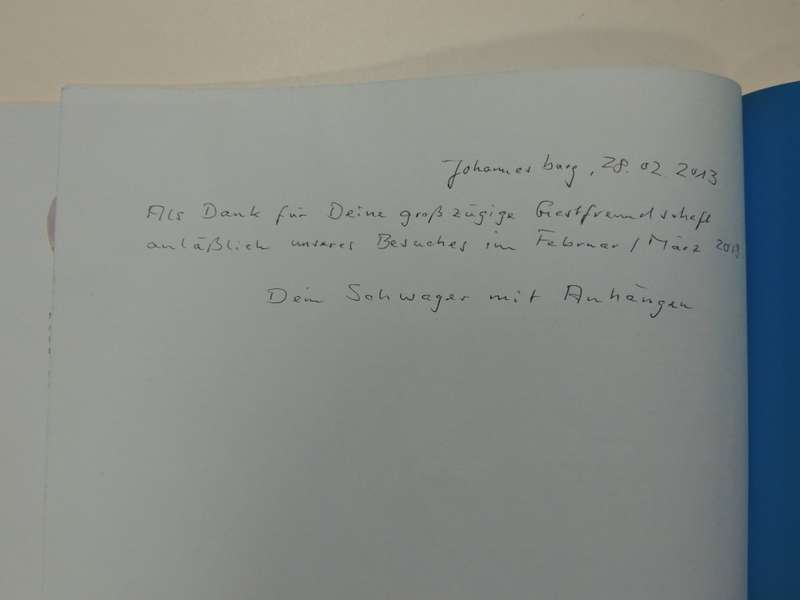 Johannesburg, 28.02.2013
Als Dank für Deine großzügige Gastfreundschaft
anläßlich unseres Besuches im Februar/März 2013
Dein Schwager mit Anhängen